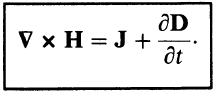 ∇ × H = J + ∂D/∂t.